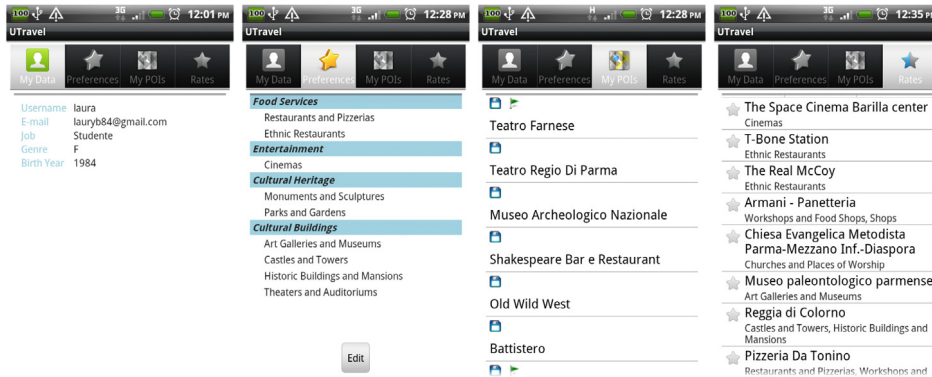 100 3G 12:01 PM
UTravel
My Data Preferences My POIs Rates
Username laura
E-mail lauryb84@gmail.com
Job Studente
Genre F
Birth Year 1984
100 3G 12:28 PM
UTravel
My Data Preferences My POIs Rates
Food Services
Restaurants and Pizzerias
Ethnic Restaurants
Entertainment
Cinemas
Cultural Heritage
Monuments and Sculptures
Parks and Gardens
Cultural Buildings
Art Galleries and Museums
Castles and Towers
Historic Buildings and Mansions
Theaters and Auditoriums
Edit
100 H 12:28 PM
UTravel
My Data Preferences My POIs Rates
Teatro Farnese
Teatro Regio Di Parma
Museo Archeologico Nazionale
Shakespeare Bar e Restaurant
Old Wild West
Battistero
100 3G 12:35 PM
UTravel
My Data Preferences My POIs Rates
The Space Cinema Barilla center
Cinemas
T-Bone Station
Ethnic Restaurants
The Real McCoy
Ethnic Restaurants
Armani - Panetteria
Workshops and Food Shops, Shops
Chiesa Evangelica Metodista
Parma-Mezzano Inf.-Diaspora
Churches and Places of Worship
Museo paleontologico parmense
Art Galleries and Museums
Reggia di Colorno
Castles and Towers, Historic Buildings and
Mansions
Pizzeria Da Tonino
Restaurants and Pizzerias, Workshops and